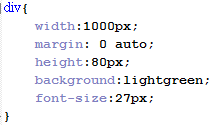 div{
width:1000px;
margin: 0 auto;
height:80px;
background:lightgreen;
font-size:27px;
}